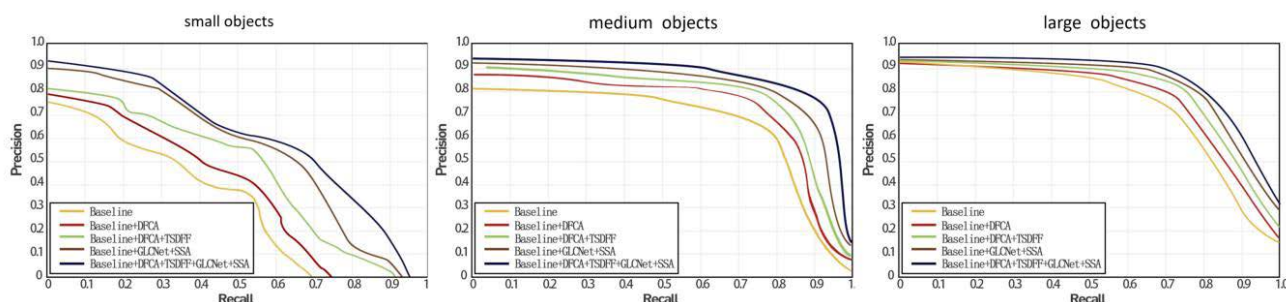 small objects
1.0
0.9
0.8
0.7
0.6
0.5
0.4
0.3
0.2
0.1
0
Precision
0 0.1 0.2 0.3 0.4 0.5 0.6 0.7 0.8 0.9 1
Recall
Baseline
Baseline+DFCA
Baseline+DFCA+TSDFF
Baseline+GLCNet+SSA
Baseline+DFCA+TSDFF+GLCNet+SSA
medium objects
1.0
0.9
0.8
0.7
0.6
0.5
0.4
0.3
0.2
0.1
0
Precision
0 0.1 0.2 0.3 0.4 0.5 0.6 0.7 0.8 0.9 1.
Recall
Baseline
Baseline+DFCA
Baseline+DFCA+TSDFF
Baseline+GLCNet+SSA
Baseline+DFCA+TSDFF+GLCNet+SSA
large objects
1.0
0.9
0.8
0.7
0.6
0.5
0.4
0.3
0.2
0.1
0
Precision
0 0.1 0.2 0.3 0.4 0.5 0.6 0.7 0.8 0.9 1.
Recall
Baseline
Baseline+DFCA
Baseline+DFCA+TSDFF
Baseline+GLCNet+SSA
Baseline+DFCA+TSDFF+GLCNet+SSA